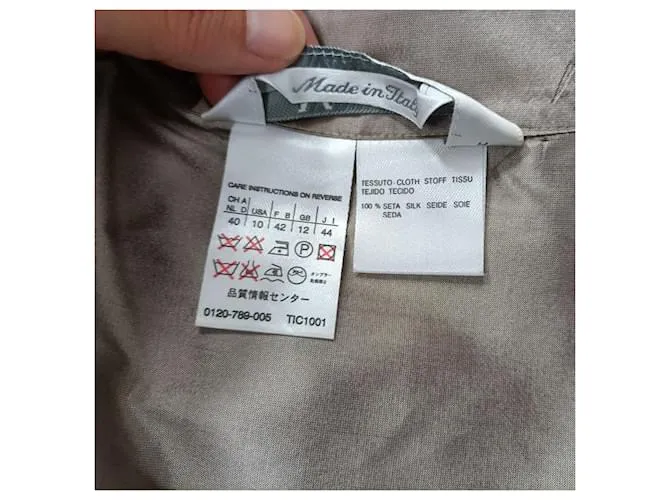 Made in Italy
CARE INSTRUCTIONS ON REVERSE
CH A
NL D USA F B GB J I
40 10 42 12 44
P
品質情報センター
0120-789-005 TIC1001
TESSUTO-CLOTH STOFF TISSU
TEJIDO TECIDO
100% SETA SILK SEIDE SOIE
SEDA